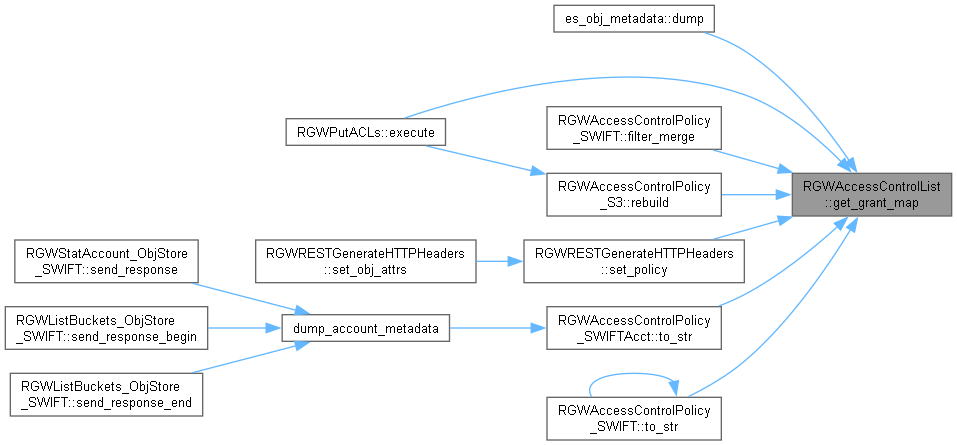 es_obj_metadata::dump
RGWPutACLs::execute
RGWAccessControlPolicy
_SWIFT::filter_merge
RGWAccessControlPolicy
_S3::rebuild
RGWAccessControlList
::get_grant_map
RGWStatAccount_ObjStore
_SWIFT::send_response
RGWRESTGenerateHTTPHeaders
::set_obj_attrs
RGWRESTGenerateHTTPHeaders
::set_policy
RGWListBuckets_ObjStore
_SWIFT::send_response_begin
dump_account_metadata
RGWAccessControlPolicy
_SWIFTAcct::to_str
RGWListBuckets_ObjStore
_SWIFT::send_response_end
RGWAccessControlPolicy
_SWIFT::to_str